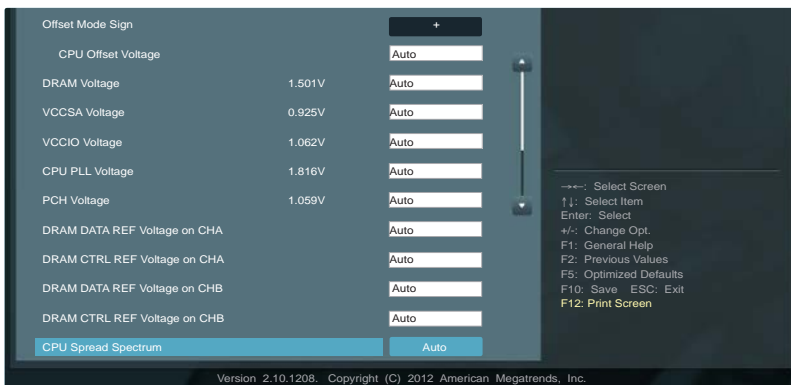 Offset Mode Sign +
CPU Offset Voltage Auto
DRAM Voltage 1.501V Auto
VCCSA Voltage 0.925V Auto
VCCIO Voltage 1.062V Auto
CPU PLL Voltage 1.816V Auto
PCH Voltage 1.059V Auto
DRAM DATA REF Voltage on CHA Auto
DRAM CTRL REF Voltage on CHA Auto
DRAM DATA REF Voltage on CHB Auto
DRAM CTRL REF Voltage on CHB Auto
CPU Spread Spectrum Auto
→←: Select Screen
↑↓: Select Item
Enter: Select
+/-: Change Opt.
F1: General Help
F2: Previous Values
F5: Optimized Defaults
F10: Save ESC: Exit
F12: Print Screen
Version 2.10.1208. Copyright (C) 2012 American Megatrends, Inc.